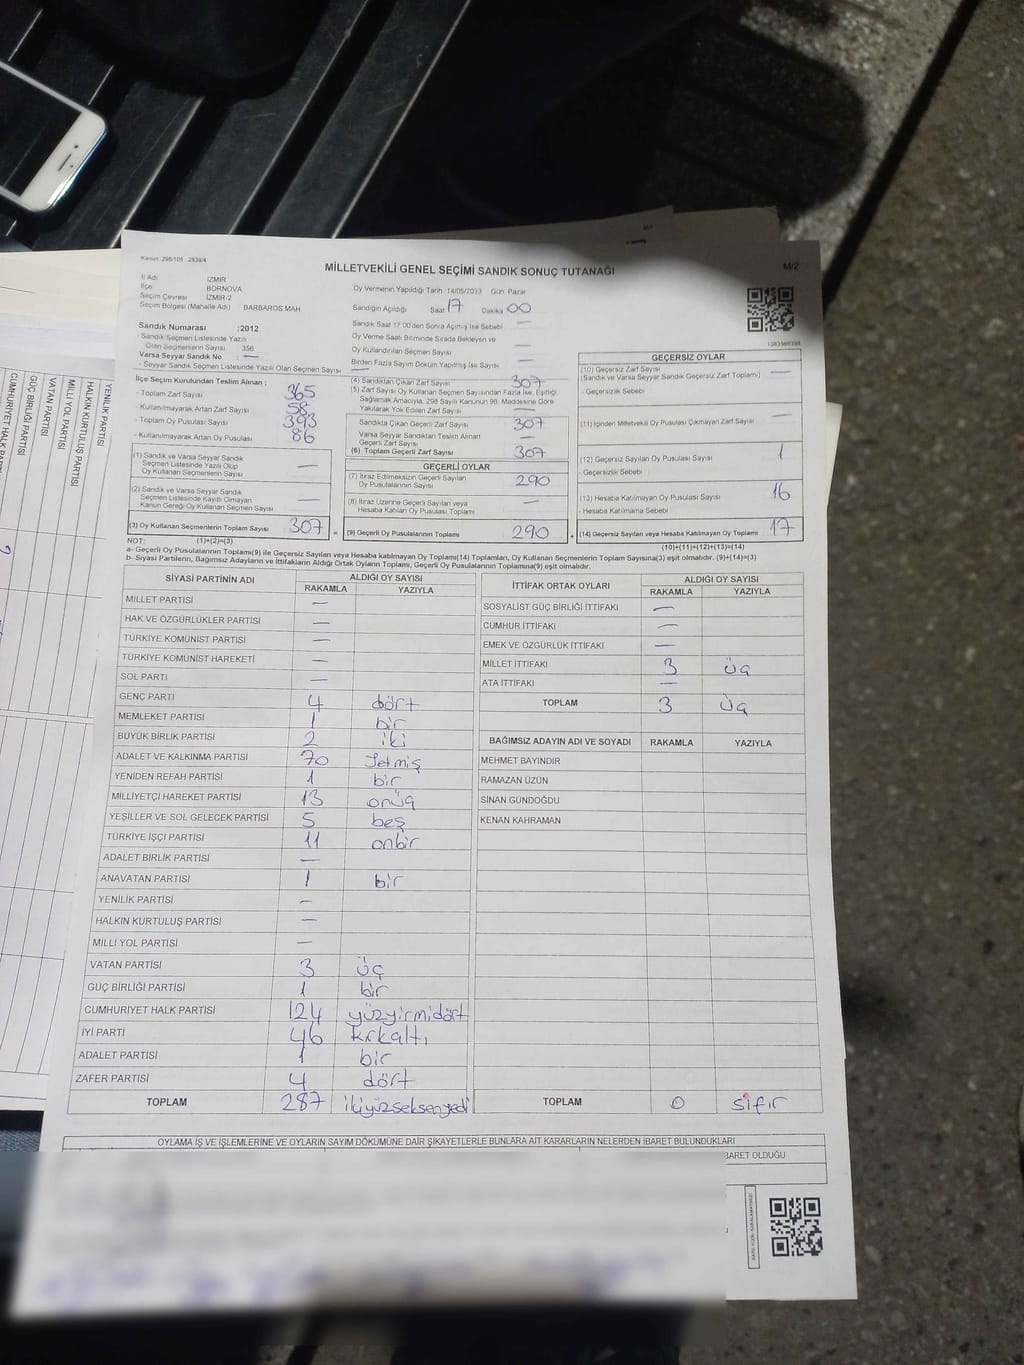 Kanun: 298/105 . 2839/4
MİLLETVEKİLİ GENEL SEÇİMİ SANDIK SONUÇ TUTANAĞI
M/2
İl Adı İZMİR
İlçe BORNOVA
Seçim Çevresi İZMİR-2
Seçim Bölgesi (Mahalle Adı) BARBAROS MAH
Oy Vermenin Yapıldığı Tarih :14/05/2023 Gün: Pazar
Sandığın Açıldığı Saat 17 Dakika 00
Sandık Numarası :2012
- Sandık Seçmen Listesinde Yazılı
Olan Seçmenlerin Sayısı 356
Varsa Seyyar Sandık No : —
- Seyyar Sandık Seçmen Listesinde Yazılı Olan Seçmen Sayısı —
Sandık Saat 17:00'den Sonra Açılmış İse Sebebi —
Oy Verme Saati Bitiminde Sırada Bekleyen ve
Oy Kullandırılan Seçmen Sayısı —
Birden Fazla Sayım Döküm Yapılmış İse Sayısı —
İlçe Seçim Kurulundan Teslim Alınan ;
- Toplam Zarf Sayısı 365
- Kullanılmayarak Artan Zarf Sayısı 58
- Toplam Oy Pusulası Sayısı 393
- Kullanılmayarak Artan Oy Pusulası 86
(1) Sandık ve Varsa Seyyar Sandık
Seçmen Listesinde Yazılı Olup
Oy Kullanan Seçmenlerin Sayısı —
(2) Sandık ve Varsa Seyyar Sandık
Seçmen Listesinde Kayıtlı Olmayan
Kanun Gereği Oy Kullanan Seçmen Sayısı —
(3) Oy Kullanan Seçmenlerin Toplam Sayısı 307
(4) Sandıktan Çıkan Zarf Sayısı 307
(5) Zarf Sayısı Oy Kullanan Seçmen Sayısından Fazla İse, Eşitliği
Sağlamak Amacıyla, 298 Sayılı Kanunun 98. Maddesine Göre
Yakılarak Yok Edilen Zarf Sayısı —
Sandıkta Çıkan Geçerli Zarf Sayısı 307
Varsa Seyyar Sandıktan Teslim Alınan
Geçerli Zarf Sayısı —
(6) Toplam Geçerli Zarf Sayısı 307
GEÇERLİ OYLAR
(7) İtiraz Edilmeksizin Geçerli Sayılan
Oy Pusulalarının Sayısı 290
(8) İtiraz Üzerine Geçerli Sayılan veya
Hesaba Katılan Oy Pusulaları Toplamı —
= (9) Geçerli Oy Pusulalarının Toplamı 290 +
GEÇERSİZ OYLAR
(10) Geçersiz Zarf Sayısı
(Sandık ve Varsa Seyyar Sandık Geçersiz Zarf Toplamı) —
- Geçersizlik Sebebi
(11) İçinden Milletvekili Oy Pusulası Çıkmayan Zarf Sayısı —
(12) Geçersiz Sayılan Oy Pusulası Sayısı 1
- Geçersizlik Sebebi
(13) Hesaba Katılmayan Oy Pusulası Sayısı 16
- Hesaba Katılmama Sebebi
(14) Geçersiz Sayılan veya Hesaba Katılmayan Oy Toplamı 17
NOT: (1)+(2)=(3) (10)+(11)+(12)+(13)=(14)
a- Geçerli Oy Pusulalarının Toplamı(9) ile Geçersiz Sayılan veya Hesaba katılmayan Oy Toplamı(14) Toplamları, Oy Kullanan Seçmenlerin Toplam Sayısına(3) eşit olmalıdır. (9)+(14)=(3)
b- Siyasi Partilerin, Bağımsız Adayların ve İttifakların Aldığı Ortak Oyların Toplamı, Geçerli Oy Pusulalarının Toplamına(9) eşit olmalıdır.
SİYASİ PARTİNİN ADI ALDIĞI OY SAYISI
RAKAMLA YAZIYLA
MİLLET PARTİSİ —
HAK VE ÖZGÜRLÜKLER PARTİSİ —
TÜRKİYE KOMÜNİST PARTİSİ —
TÜRKİYE KOMÜNİST HAREKETİ —
SOL PARTİ —
GENÇ PARTİ 4 dört
MEMLEKET PARTİSİ 1 bir
BÜYÜK BİRLİK PARTİSİ 2 iki
ADALET VE KALKINMA PARTİSİ 70 Yetmiş
YENİDEN REFAH PARTİSİ 1 bir
MİLLİYETÇİ HAREKET PARTİSİ 13 onüç
YEŞİLLER VE SOL GELECEK PARTİSİ 5 beş
TÜRKİYE İŞÇİ PARTİSİ 11 onbir
ADALET BİRLİK PARTİSİ —
ANAVATAN PARTİSİ 1 bir
YENİLİK PARTİSİ —
HALKIN KURTULUŞ PARTİSİ —
MİLLİ YOL PARTİSİ —
VATAN PARTİSİ 3 üç
GÜÇ BİRLİĞİ PARTİSİ 1 bir
CUMHURİYET HALK PARTİSİ 124 yüzyirmidört
İYİ PARTİ 46 kırkaltı
ADALET PARTİSİ 1 bir
ZAFER PARTİSİ 4 dört
TOPLAM 287 ikiyüzseksenyedi
İTTİFAK ORTAK OYLARI ALDIĞI OY SAYISI
RAKAMLA YAZIYLA
SOSYALİST GÜÇ BİRLİĞİ İTTİFAKI —
CUMHUR İTTİFAKI —
EMEK VE ÖZGÜRLÜK İTTİFAKI —
MİLLET İTTİFAKI 3 üç
ATA İTTİFAKI —
TOPLAM 3 üç
BAĞIMSIZ ADAYIN ADI VE SOYADI RAKAMLA YAZIYLA
MEHMET BAYINDIR
RAMAZAN ÜZÜN
SİNAN GÜNDOĞDU
KENAN KAHRAMAN
TOPLAM 0 sıfır
OYLAMA İŞ VE İŞLEMLERİNE VE OYLARIN SAYIM DÖKÜMÜNE DAİR ŞİKAYETLERLE BUNLARA AİT KARARLARIN NELERDEN İBARET BULUNDUKLARI
BARET OLDUĞU
YENİLİK PARTİSİ
HALKIN KURTULUŞ PARTİSİ
MİLLİ YOL PARTİSİ
VATAN PARTİSİ
GÜÇ BİRLİĞİ PARTİSİ
CUMHURİYET HALK